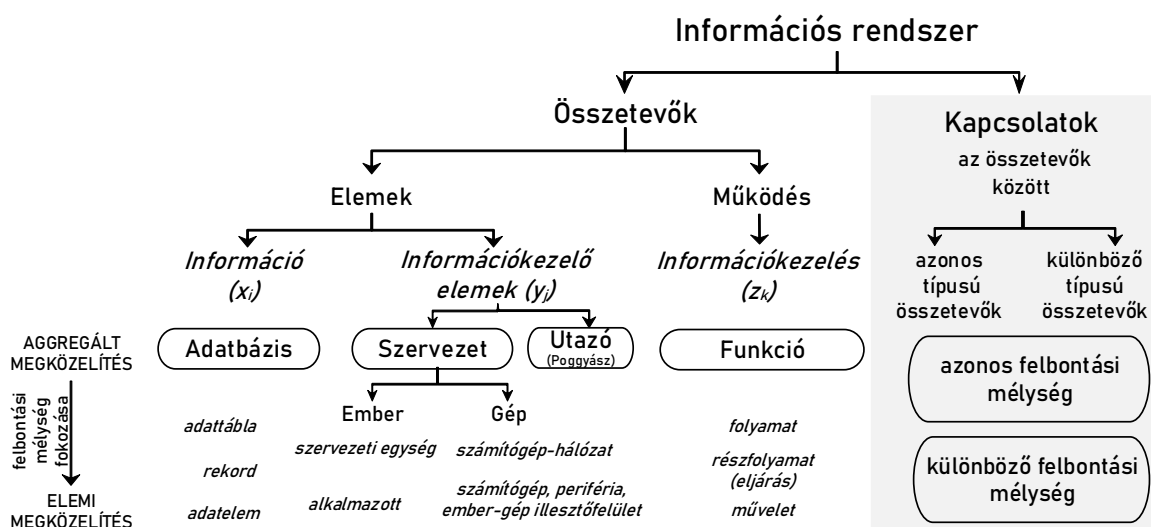 Információs rendszer
Összetevők
Kapcsolatok
az összetevők
között
Elemek
Működés
azonos
típusú
összetevők
különböző
típusú
összetevők
Információ
(xi)
Információkezelő
elemek (yj)
Információkezelés
(zk)
AGGREGÁLT
MEGKÖZELÍTÉS
Adatbázis
Szervezet
Utazó
(Poggyász)
Funkció
azonos felbontási
mélység
felbontási
mélység
fokozása
Ember
Gép
adattábla
szervezeti egység
számítógép-hálózat
folyamat
rekord
részfolyamat
(eljárás)
különböző felbontási
mélység
ELEMI
MEGKÖZELÍTÉS
adatelem
alkalmazott
számítógép, periféria,
ember-gép illesztőfelület
művelet